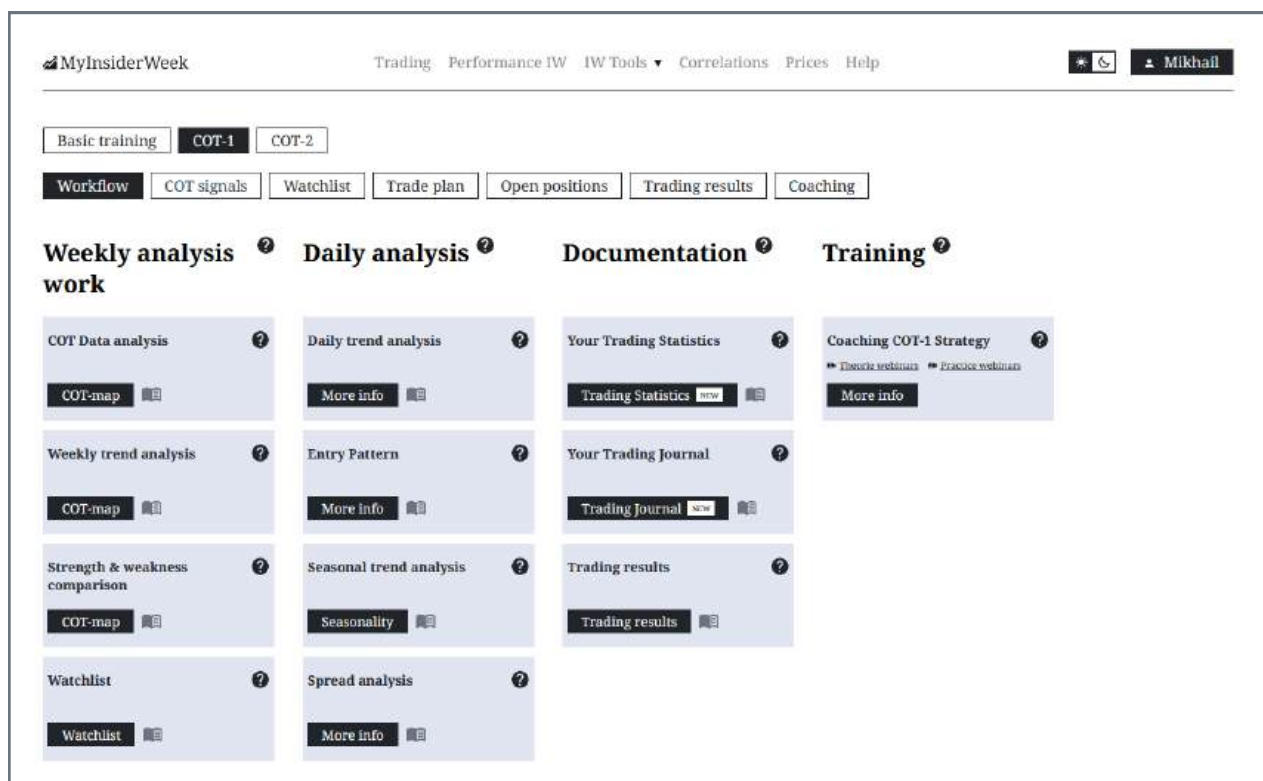 MyInsiderWeek
Trading Performance IW IW Tools ▾ Correlations Prices Help
Mikhail
Basic training COT-1 COT-2
Workflow COT signals Watchlist Trade plan Open positions Trading results Coaching
Weekly analysis
work
COT Data analysis
COT-map
Weekly trend analysis
COT-map
Strength & weakness
comparison
COT-map
Watchlist
Watchlist
Daily analysis
Daily trend analysis
More info
Entry Pattern
More info
Seasonal trend analysis
Seasonality
Spread analysis
More info
Documentation
Your Trading Statistics
Trading Statistics NEW
Your Trading Journal
Trading Journal NEW
Trading results
Trading results
Training
Coaching COT-1 Strategy
Theorie webinars Practice webinars
More info